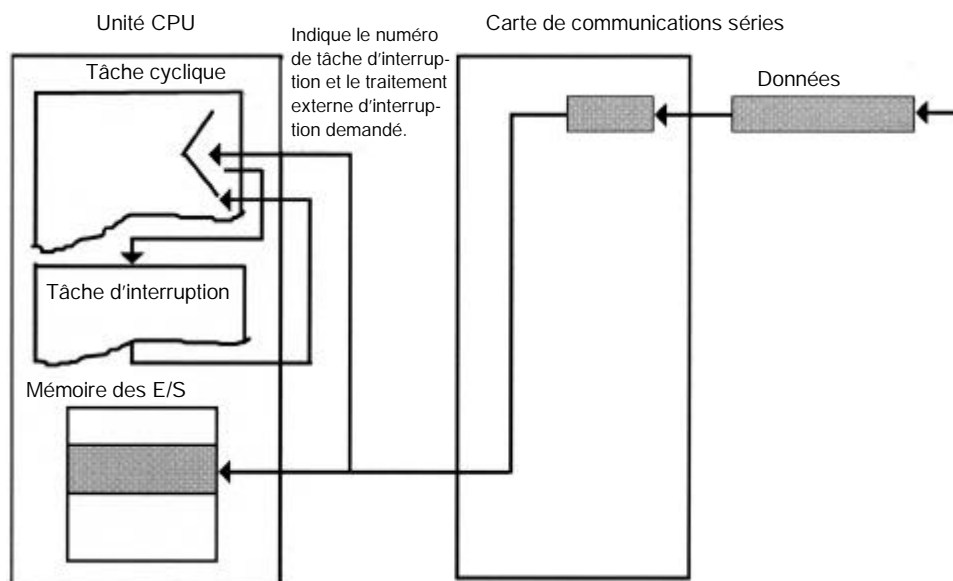 Unité CPU
Carte de communications séries
Indique le numéro
de tâche d'interrup-
tion et le traitement
externe d'interrup-
tion demandé.
Tâche cyclique
Données
Tâche d'interruption
Mémoire des E/S